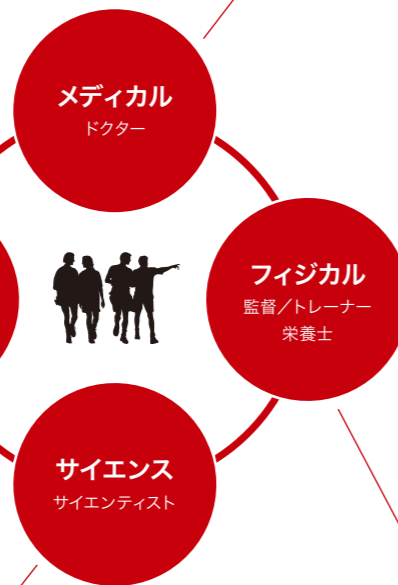 メディカル
ドクター
フィジカル
監督／トレーナー
栄養士
サイエンス
サイエンティスト